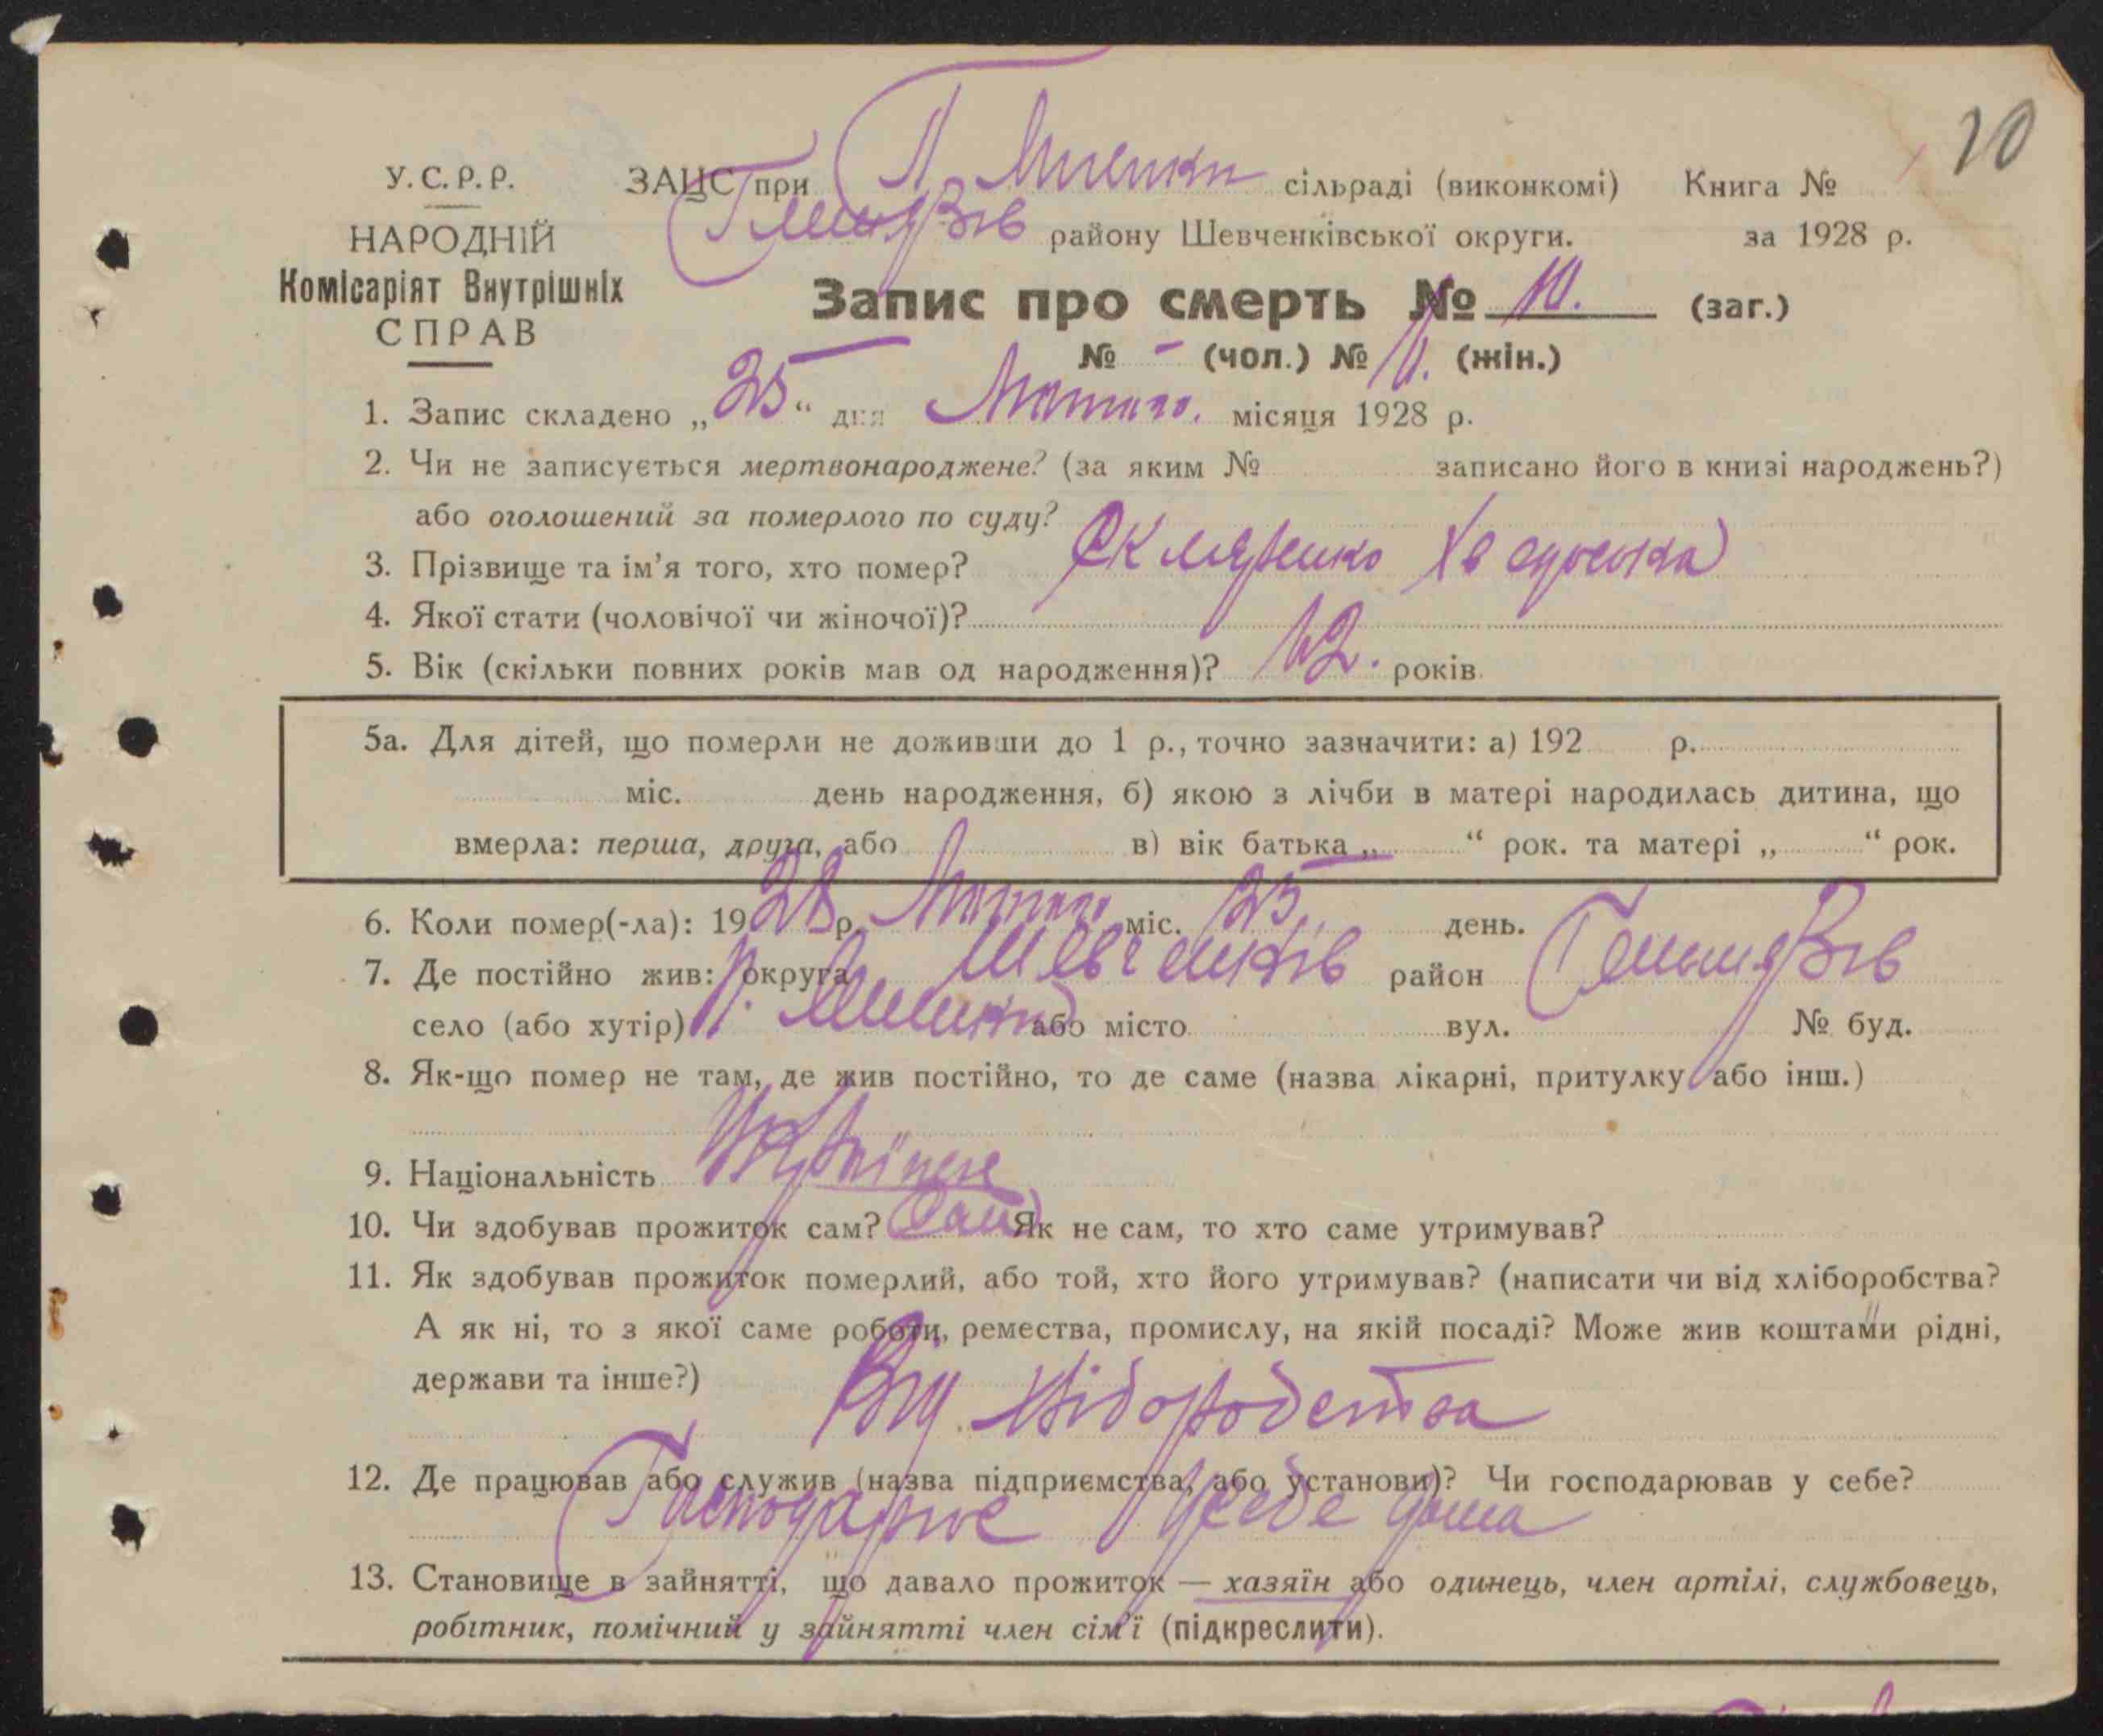 10
У.С.Р.Р. ЗАЦС при П. Мненки сільраді (виконкомі) Книга №
НАРОДНІЙ району Шевченківської округи. за 1928 р.
Комісаріят Внутрішніх
СПРАВ
Запис про смерть № 10. (заг.)
№ - (чол.) № (жін.)
1. Запис складено „25“ дня Лютого. місяця 1928 р.
2. Чи не записується мертвонароджене? (за яким № записано його в книзі народжень?)
або оголошений за померлого по суду?
3. Прізвище та ім'я того, хто помер? Скляренко
4. Якої стати (чоловічої чи жіночої)?
5. Вік (скільки повних років мав од народження)? років.
5а. Для дітей, що померли не доживши до 1 р., точно зазначити: а) 192 р.
міс. день народження, б) якою з лічби в матері народилась дитина, що
вмерла: перша, друга, або в) вік батька „ “ рок. та матері „ “ рок.
6. Коли помер(-ла): 1928 р. Лютого міс. 25 день.
7. Де постійно жив: округа Шевченків район Гельмязів
село (або хутір) або місто вул. № буд.
8. Як-що помер не там, де жив постійно, то де саме (назва лікарні, притулку або інш.)
9. Національність
10. Чи здобував прожиток сам? Сам Як не сам, то хто саме утримував?
11. Як здобував прожиток померлий, або той, хто його утримував? (написати чи від хліборобства?
А як ні, то з якої саме роботи, ремества, промислу, на якій посаді? Може жив коштами рідні,
держави та інше?) Від хліборобства
12. Де працював або служив (назва підприємства, або установи)? Чи господарював у себе?
Господарює у себе дома
13. Становище в зайнятті, що давало прожиток — хазяїн або одинець, член артілі, службовець,
робітник, помічний у зайнятті член сім'ї (підкреслити).